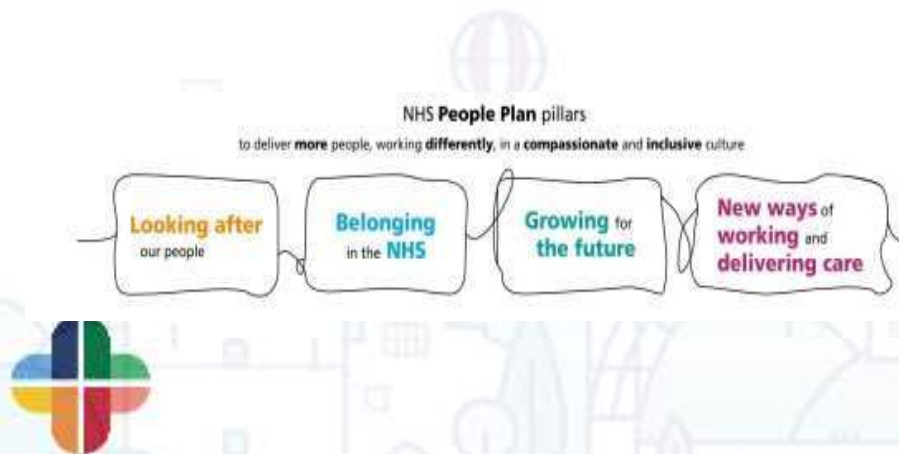 NHS People Plan pillars
to deliver more people, working differently, in a compassionate and inclusive culture
Looking after
our people
Belonging
in the NHS
Growing for
the future
New ways of
working and
delivering care